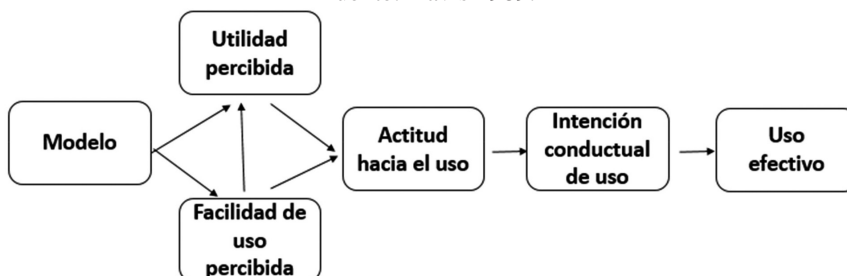 Utilidad
percibida
Modelo
Actitud
hacia el uso
Intención
conductual
de uso
Uso
efectivo
Facilidad de
uso
percibida